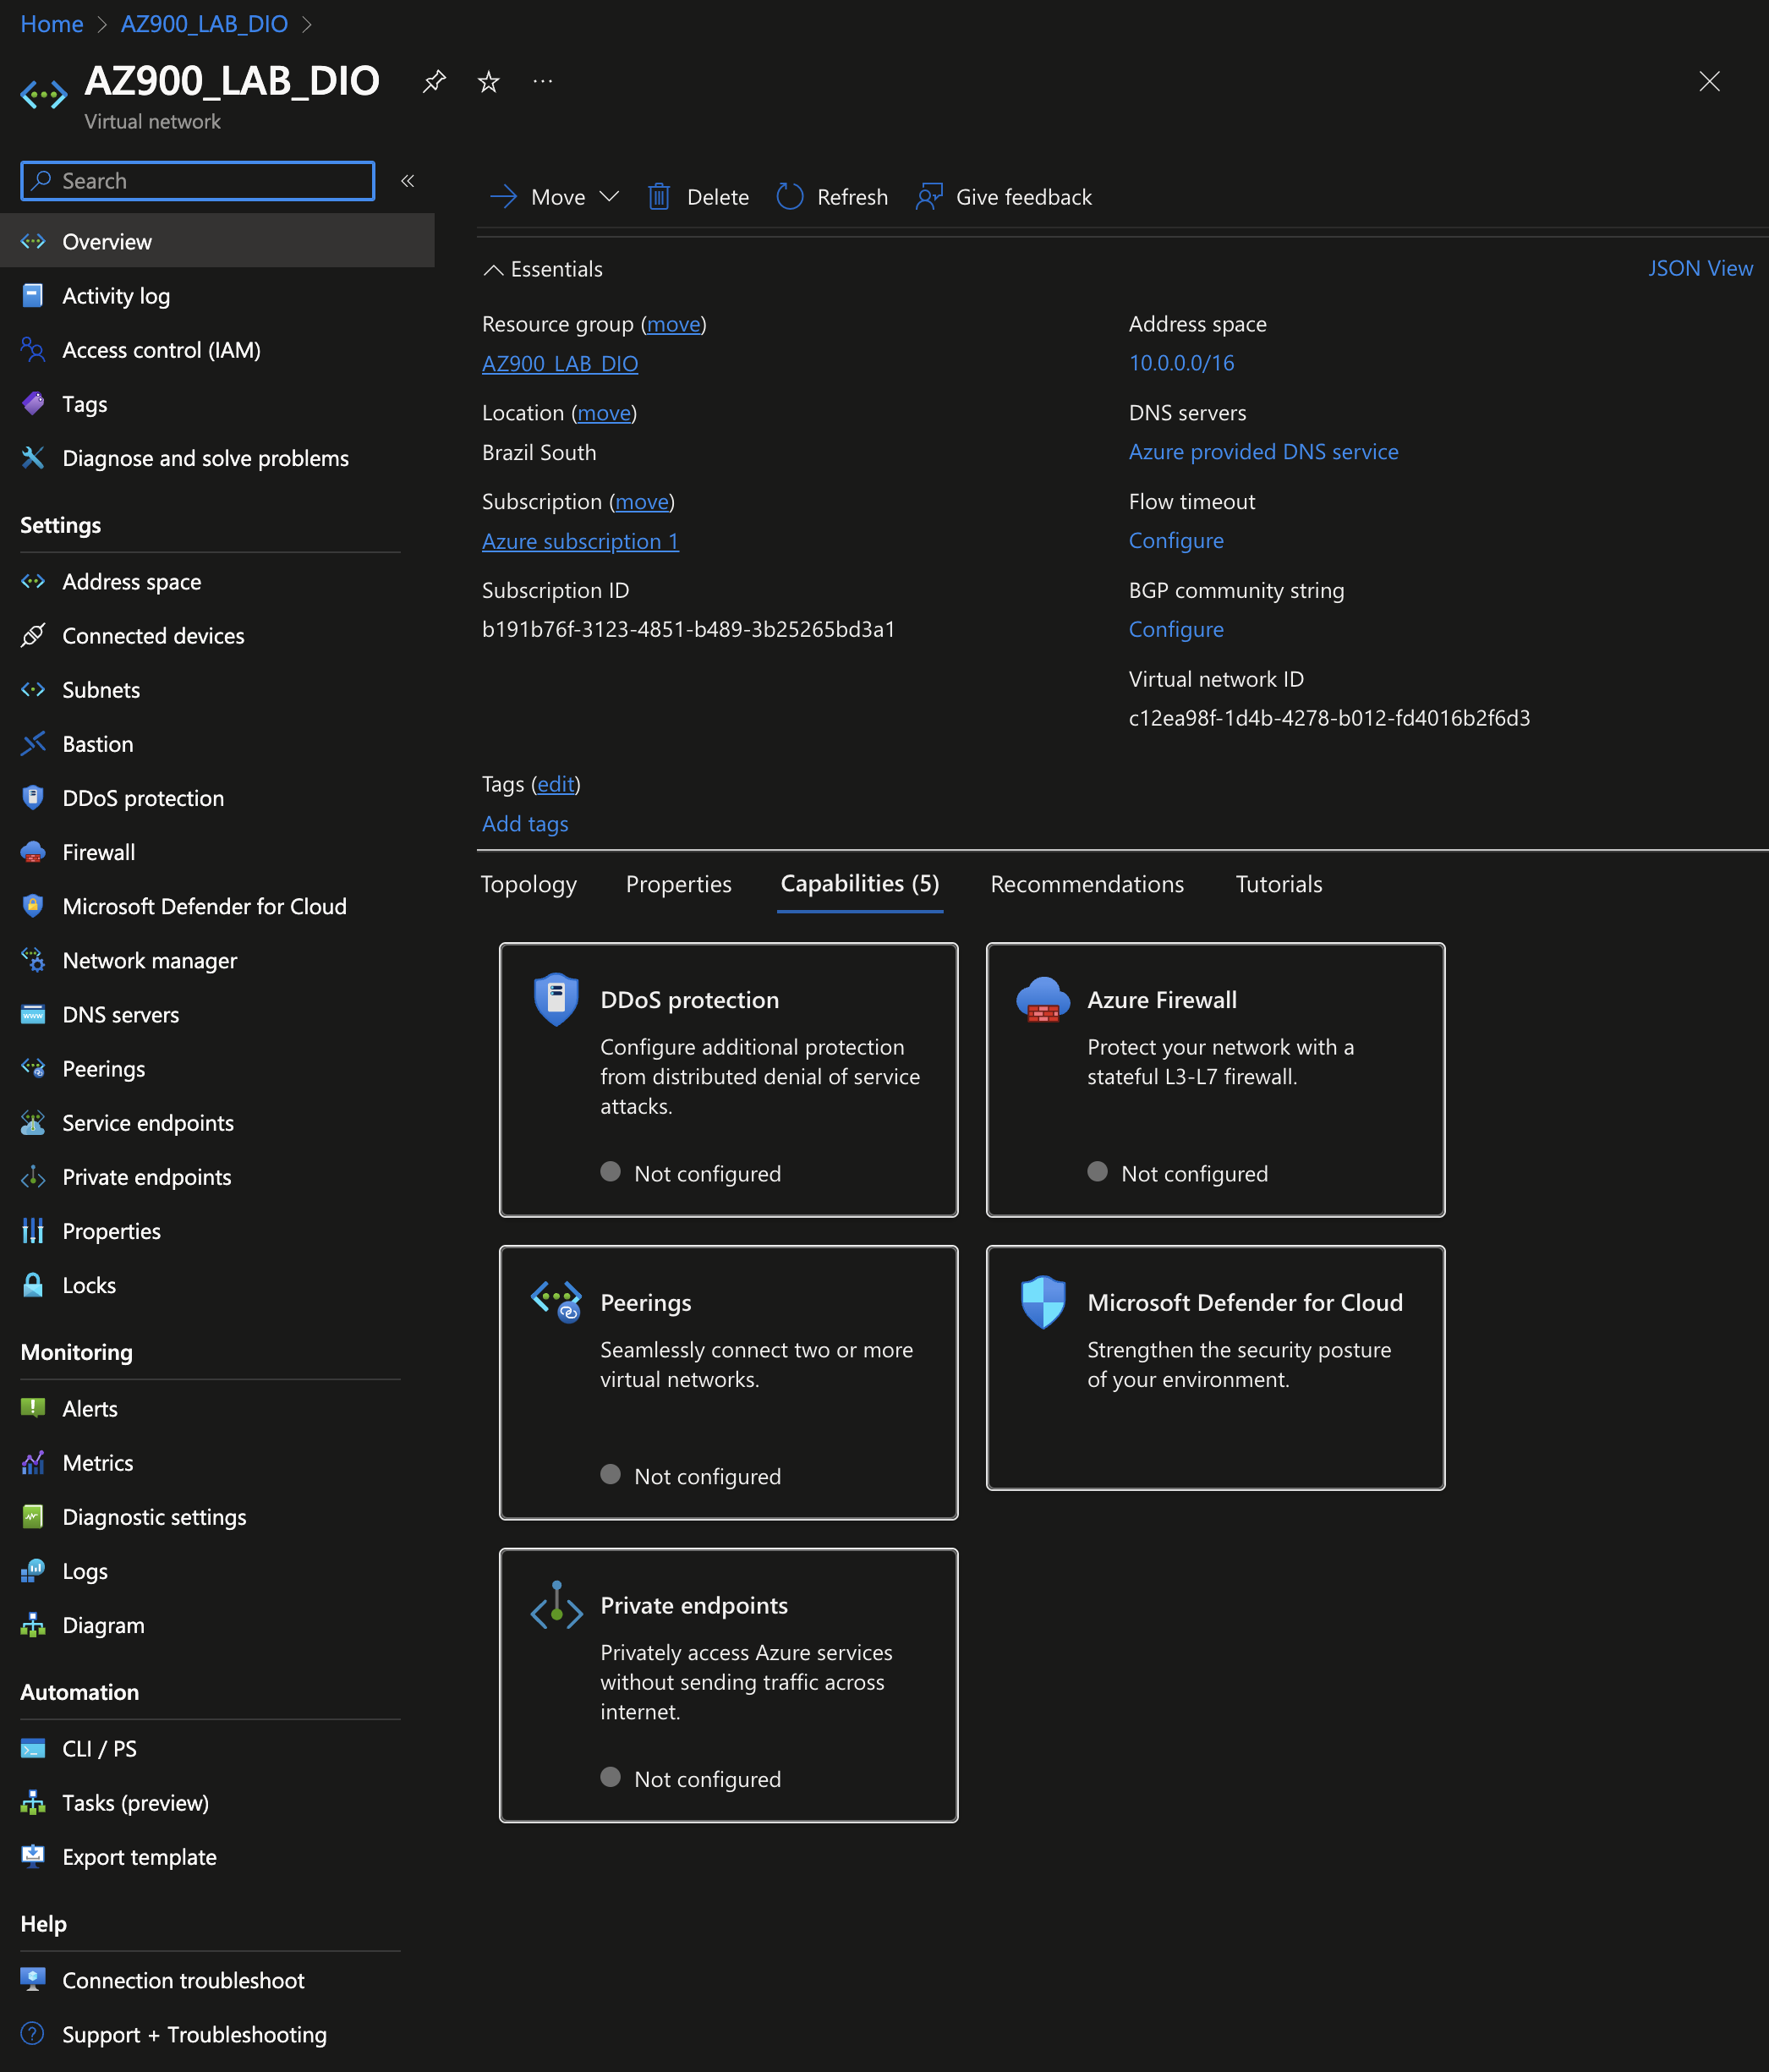 Home > AZ900_LAB_DIO >
AZ900_LAB_DIO
Virtual network
Search
Overview
Activity log
Access control (IAM)
Tags
Diagnose and solve problems
Settings
Address space
Connected devices
Subnets
Bastion
DDoS protection
Firewall
Microsoft Defender for Cloud
Network manager
DNS servers
Peerings
Service endpoints
Private endpoints
Properties
Locks
Monitoring
Alerts
Metrics
Diagnostic settings
Logs
Diagram
Automation
CLI / PS
Tasks (preview)
Export template
Help
Connection troubleshoot
Support + Troubleshooting
Move
Delete
Refresh
Give feedback
Essentials
JSON View
Resource group (move)
AZ900_LAB_DIO
Location (move)
Brazil South
Subscription (move)
Azure subscription 1
Subscription ID
b191b76f-3123-4851-b489-3b25265bd3a1
Address space
10.0.0.0/16
DNS servers
Azure provided DNS service
Flow timeout
Configure
BGP community string
Configure
Virtual network ID
c12ea98f-1d4b-4278-b012-fd4016b2f6d3
Tags (edit)
Add tags
Topology
Properties
Capabilities (5)
Recommendations
Tutorials
DDoS protection
Configure additional protection
from distributed denial of service
attacks.
Not configured
Azure Firewall
Protect your network with a
stateful L3-L7 firewall.
Not configured
Peerings
Seamlessly connect two or more
virtual networks.
Not configured
Microsoft Defender for Cloud
Strengthen the security posture
of your environment.
Private endpoints
Privately access Azure services
without sending traffic across
internet.
Not configured